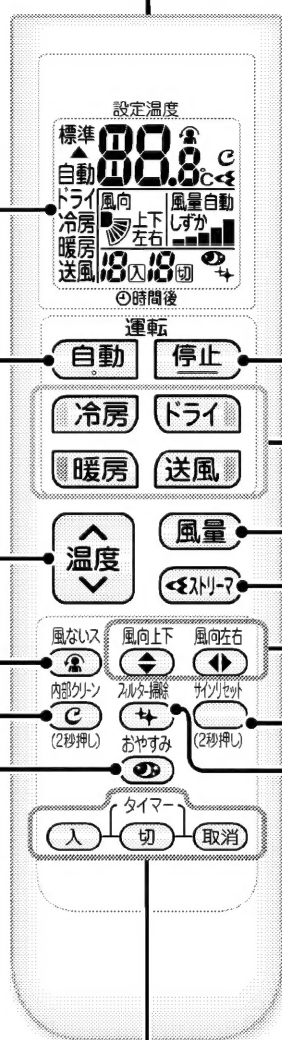 設定温度
標準
88.8℃
自動
ドライ
風向
風量自動
冷房
上下
しずか
暖房
左右
送風
18入18切
時間後
運転
自動
停止
冷房
ドライ
暖房
送風
温度
風量
ストリーマ
風ないス
風向上下
風向左右
内部クリーン
フィルター掃除
サインリセット
(2秒押し)
(2秒押し)
おやすみ
タイマー
入
切
取消